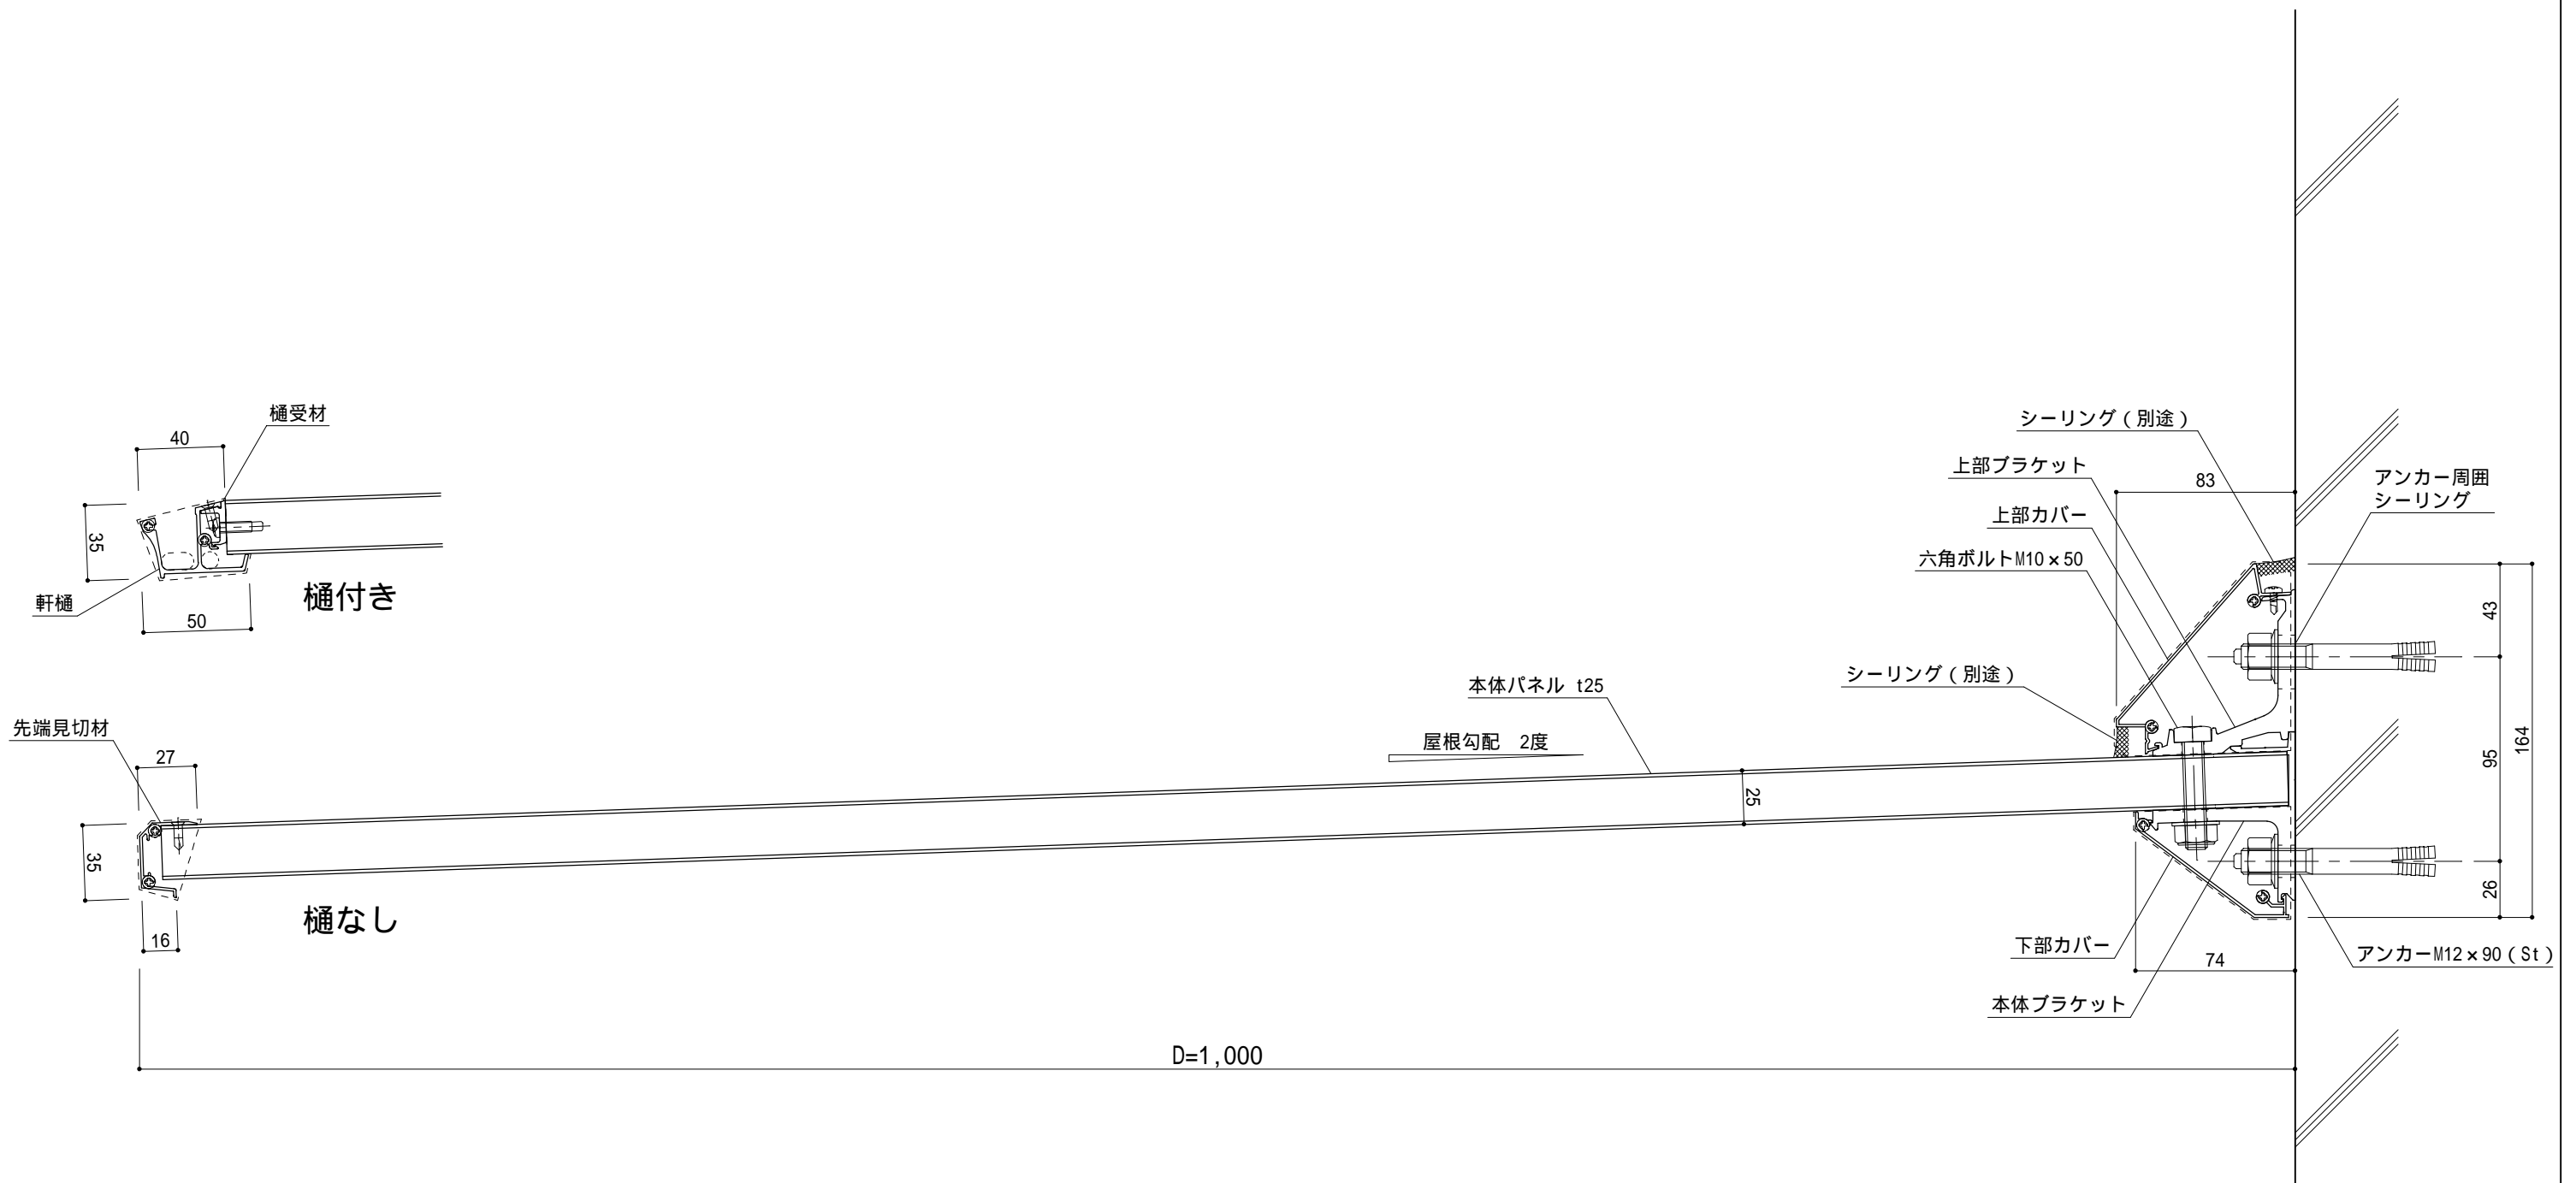 樋受材
40
35
軒樋
50
樋付き
先端見切材
27
35
16
樋なし
本体パネル t25
屋根勾配 2度
25
シーリング（別途）
上部ブラケット
83
アンカー周囲
シーリング
上部カバー
六角ボルトM10×50
シーリング（別途）
43
95
164
26
下部カバー
74
アンカーM12×90（St）
本体ブラケット
D=1,000